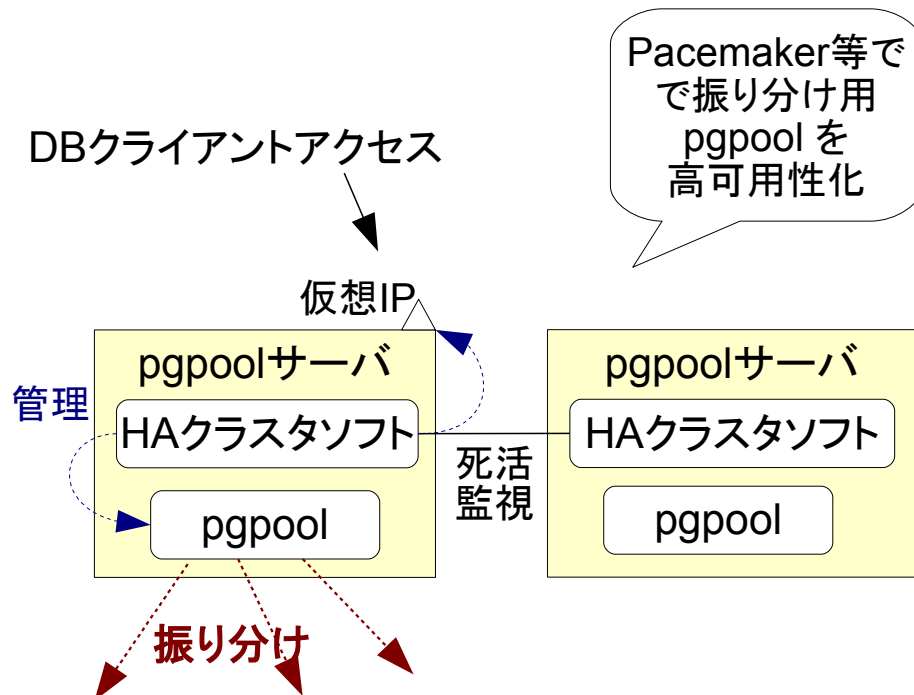 Pacemaker等で
で振り分け用
pgpool を
高可用性化
DBクライアントアクセス
仮想IP
pgpoolサーバ
pgpoolサーバ
管理
HAクラスタソフト
HAクラスタソフト
死活
監視
pgpool
pgpool
振り分け